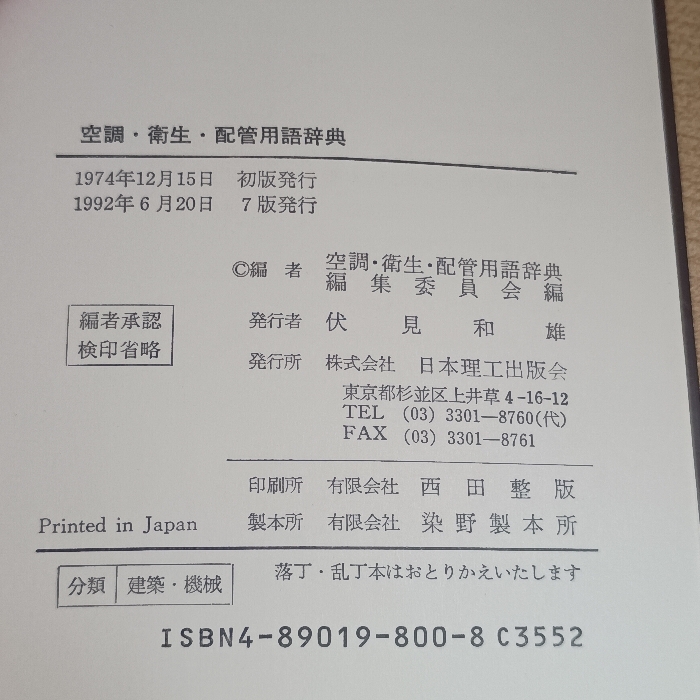 空調・衛生・配管用語辞典
1974年12月15日 初版発行
1992年6月20日 7版発行
©編者 空調・衛生・配管用語辞典
編集委員会編
編者承認
検印省略
発行者 伏見和雄
発行所 株式会社 日本理工出版会
東京都杉並区上井草4-16-12
TEL (03) 3301—8760(代)
FAX (03) 3301—8761
印刷所 有限会社 西田整版
Printed in Japan 製本所 有限会社 染野製本所
分類 建築・機械 落丁・乱丁本はおとりかえいたします
ISBN4-89019-800-8 C3552